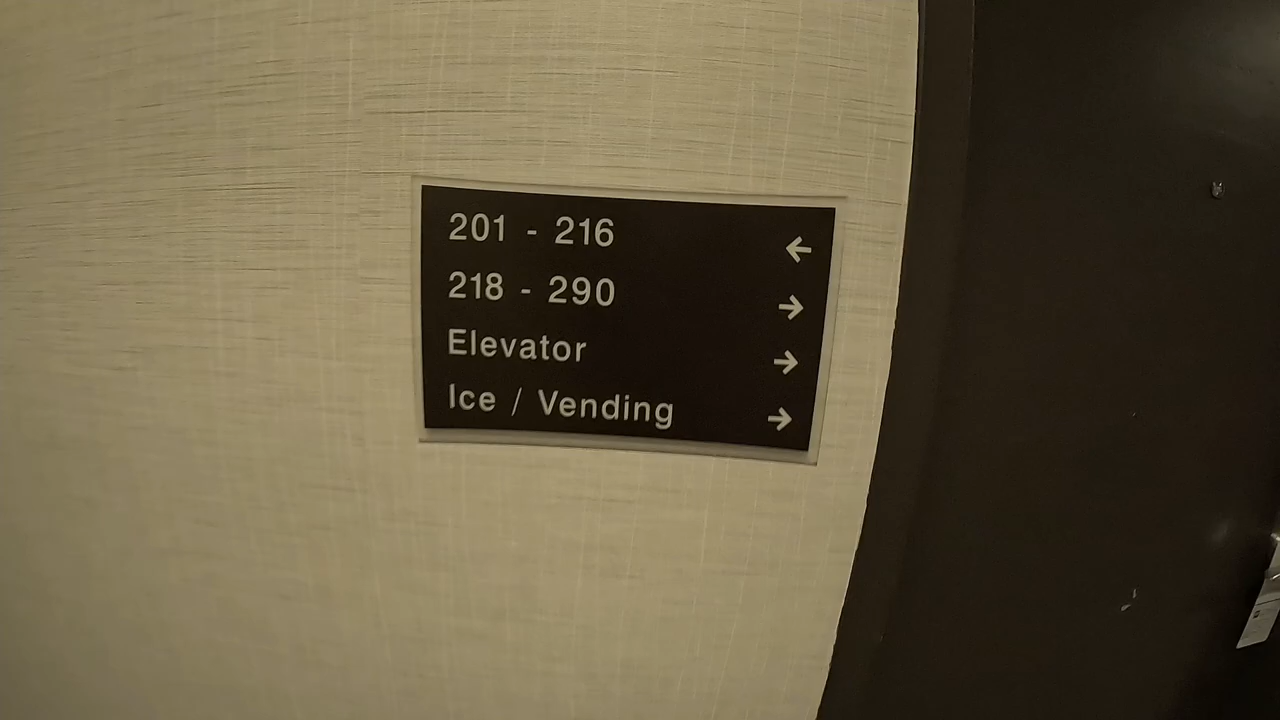 201 - 216 ←
218 - 290 →
Elevator →
Ice / Vending →